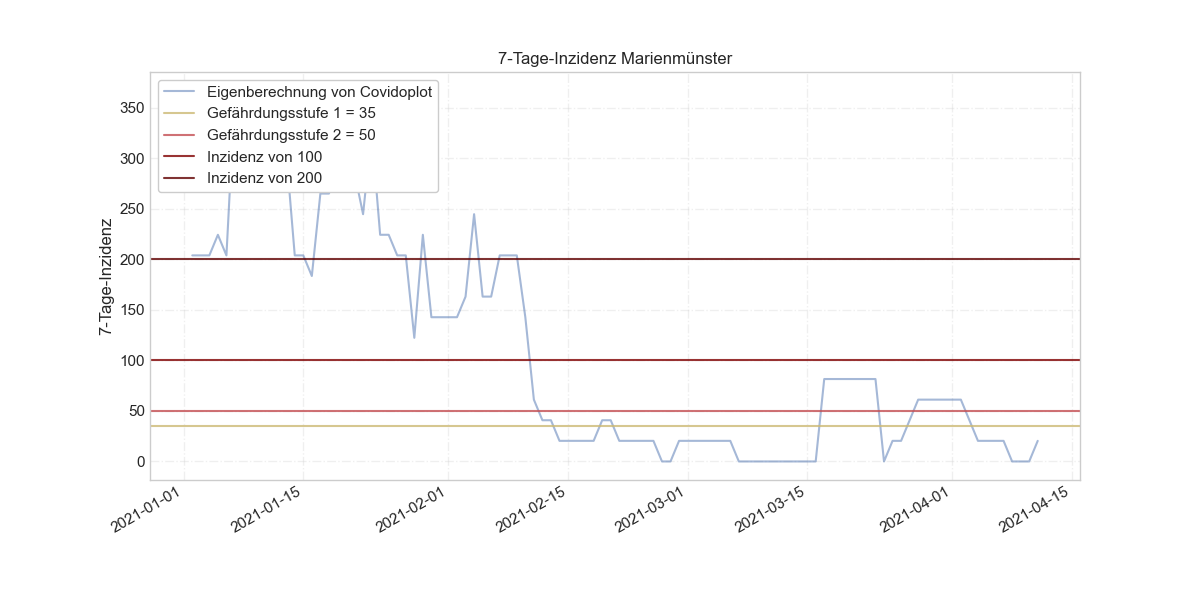 7-Tage-Inzidenz Marienmünster
Eigenberechnung von Covidoplot
Gefährdungsstufe 1 = 35
Gefährdungsstufe 2 = 50
Inzidenz von 100
Inzidenz von 200
7-Tage-Inzidenz
350
300
250
200
150
100
50
0
2021-01-01
2021-01-15
2021-02-01
2021-02-15
2021-03-01
2021-03-15
2021-04-01
2021-04-15